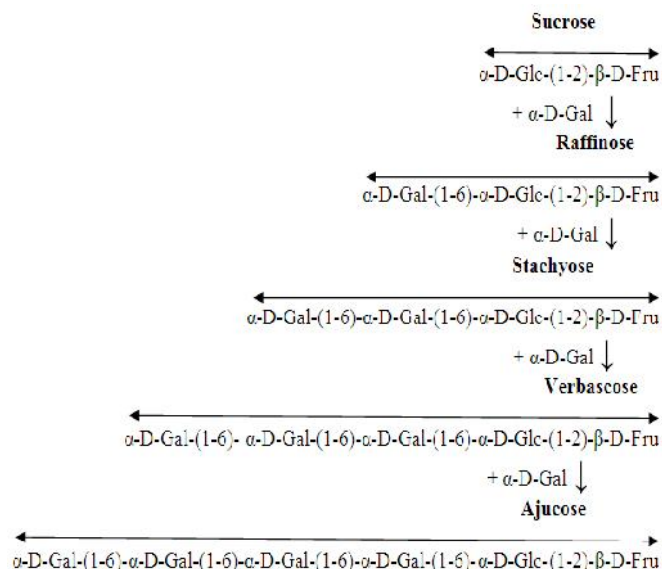 Sucrose
α-D-Glc-(1-2)-β-D-Fru
+ α-D-Gal
Raffinose
α-D-Gal-(1-6)-α-D-Glc-(1-2)-β-D-Fru
+ α-D-Gal
Stachyose
α-D-Gal-(1-6)-α-D-Gal-(1-6)-α-D-Glc-(1-2)-β-D-Fru
+ α-D-Gal
Verbascose
α-D-Gal-(1-6)- α-D-Gal-(1-6)-α-D-Gal-(1-6)-α-D-Glc-(1-2)-β-D-Fru
+ α-D-Gal
Ajucose
α-D-Gal-(1-6)-α-D-Gal-(1-6)-α-D-Gal-(1-6)-α-D-Gal-(1-6)-α-D-Glc-(1-2)-β-D-Fru